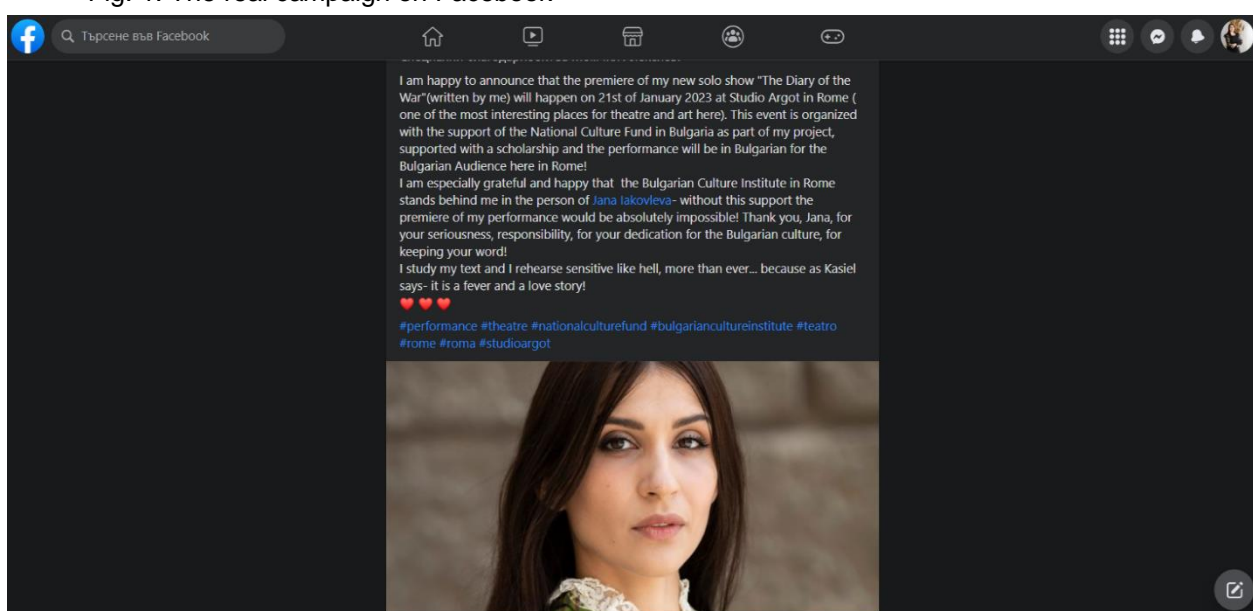 Fig. 4. The real campaign on Facebook
Търсене във Facebook
I am happy to announce that the premiere of my new solo show "The Diary of the
War"(written by me) will happen on 21st of January 2023 at Studio Argot in Rome (
one of the most interesting places for theatre and art here). This event is organized
with the support of the National Culture Fund in Bulgaria as part of my project,
supported with a scholarship and the performance will be in Bulgarian for the
Bulgarian Audience here in Rome!
I am especially grateful and happy that the Bulgarian Culture Institute in Rome
stands behind me in the person of Jana Iakovleva- without this support the
premiere of my performance would be absolutely impossible! Thank you, Jana, for
your seriousness, responsibility, for your dedication for the Bulgarian culture, for
keeping your word!
I study my text and I rehearse sensitive like hell, more than ever... because as Kasiel
says- it is a fever and a love story!
#performance #theatre #nationalculturefund #bulgariancultureinstitute #teatro
#rome #roma #studioargot